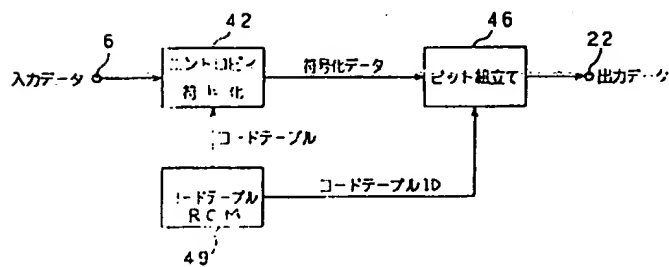 42
46
6
22
入力データ
エントロピィ
符号化
符号化データ
ビット組立て
出力データ
コードテーブル
コードテーブル
RCM
コードテーブルID
49